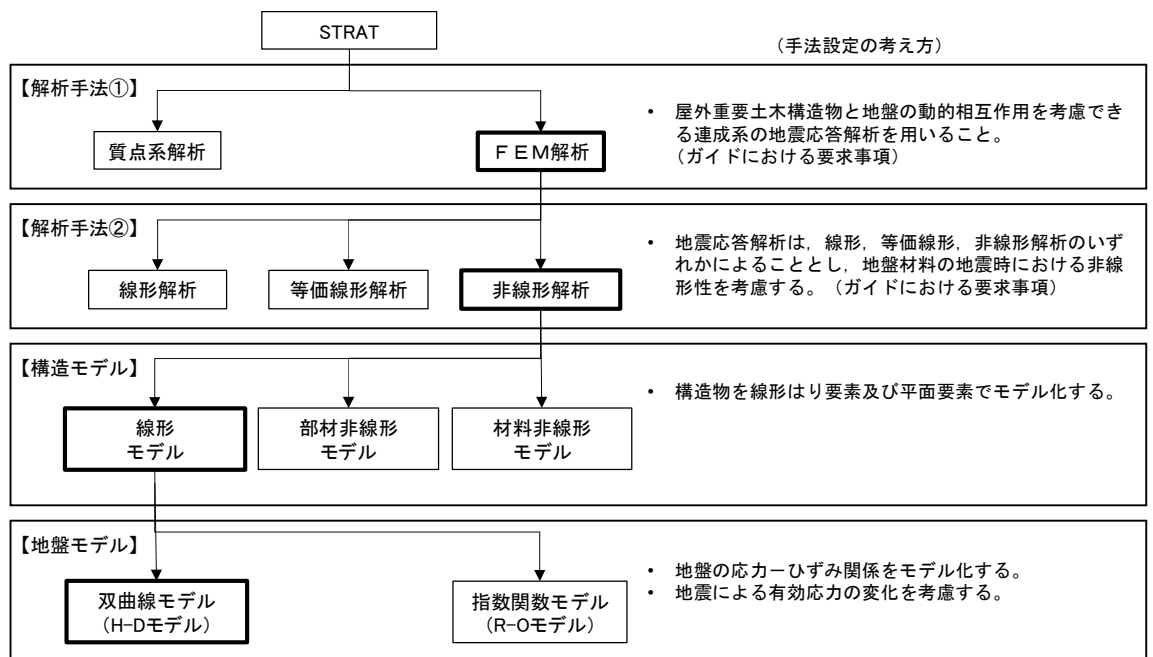 STRAT
(手法設定の考え方)
【解析手法①】
質点系解析
FEM解析
• 屋外重要土木構造物と地盤の動的相互作用を考慮でき
る連成系の地震応答解析を用いること。
(ガイドにおける要求事項)
【解析手法②】
線形解析
等価線形解析
非線形解析
• 地震応答解析は,線形,等価線形,非線形解析のいず
れかによることとし,地盤材料の地震時における非線
形性を考慮する。(ガイドにおける要求事項)
【構造モデル】
線形
モデル
部材非線形
モデル
材料非線形
モデル
• 構造物を線形はり要素及び平面要素でモデル化する。
【地盤モデル】
双曲線モデル
(H-Dモデル)
指数関数モデル
(R-Oモデル)
• 地盤の応力-ひずみ関係をモデル化する。
• 地震による有効応力の変化を考慮する。